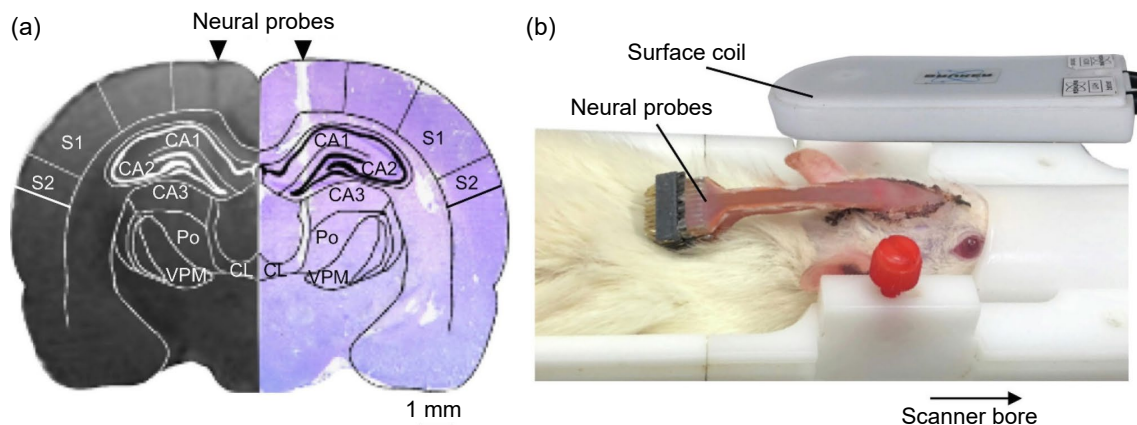 (a)
Neural probes
S1
S2
CA1
CA2
CA3
Po
VPM
CL
CL
CA1
CA2
CA3
Po
VPM
S1
S2
1 mm
(b)
Surface coil
Neural probes
BRUKER
Scanner bore